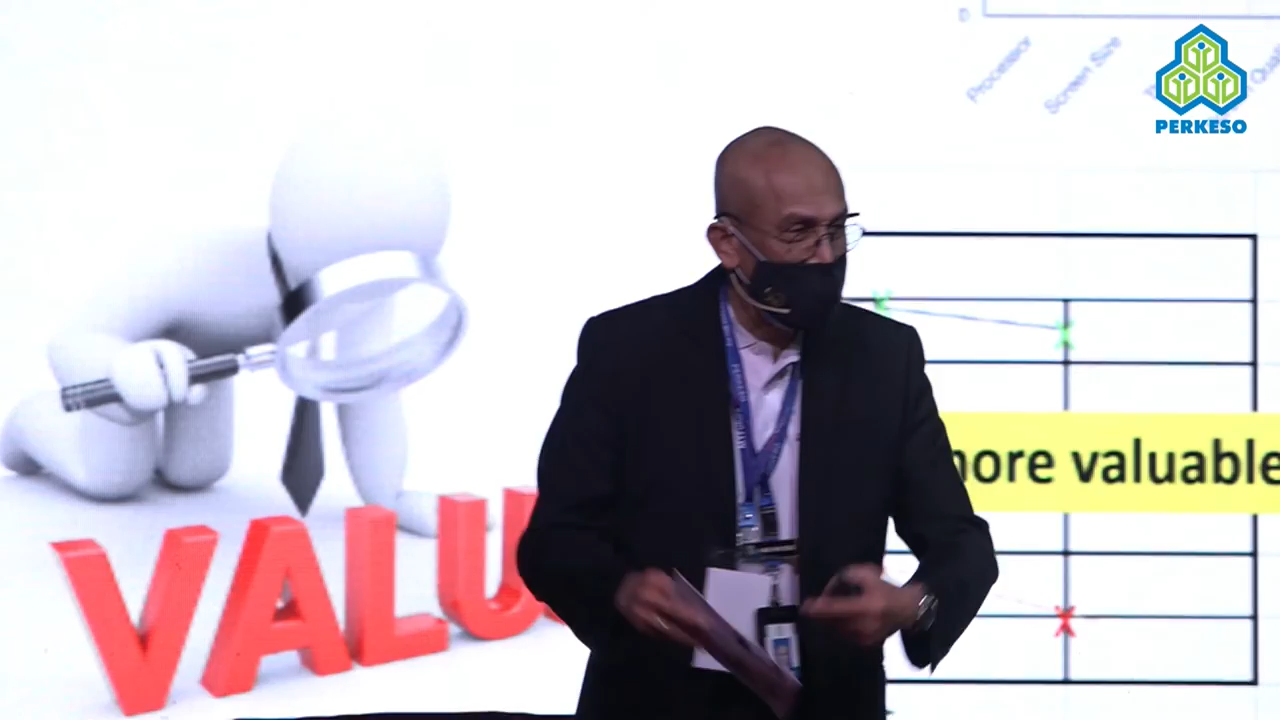 D
Processor
Screen Size
PERKESO
more valuable
VALU